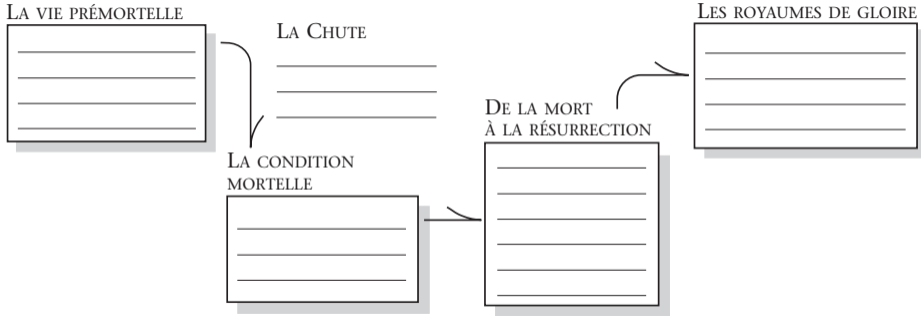 LA VIE PRÉMORTELLE
LA CHUTE
LA CONDITION
MORTELLE
DE LA MORT
À LA RÉSURRECTION
LES ROYAUMES DE GLOIRE